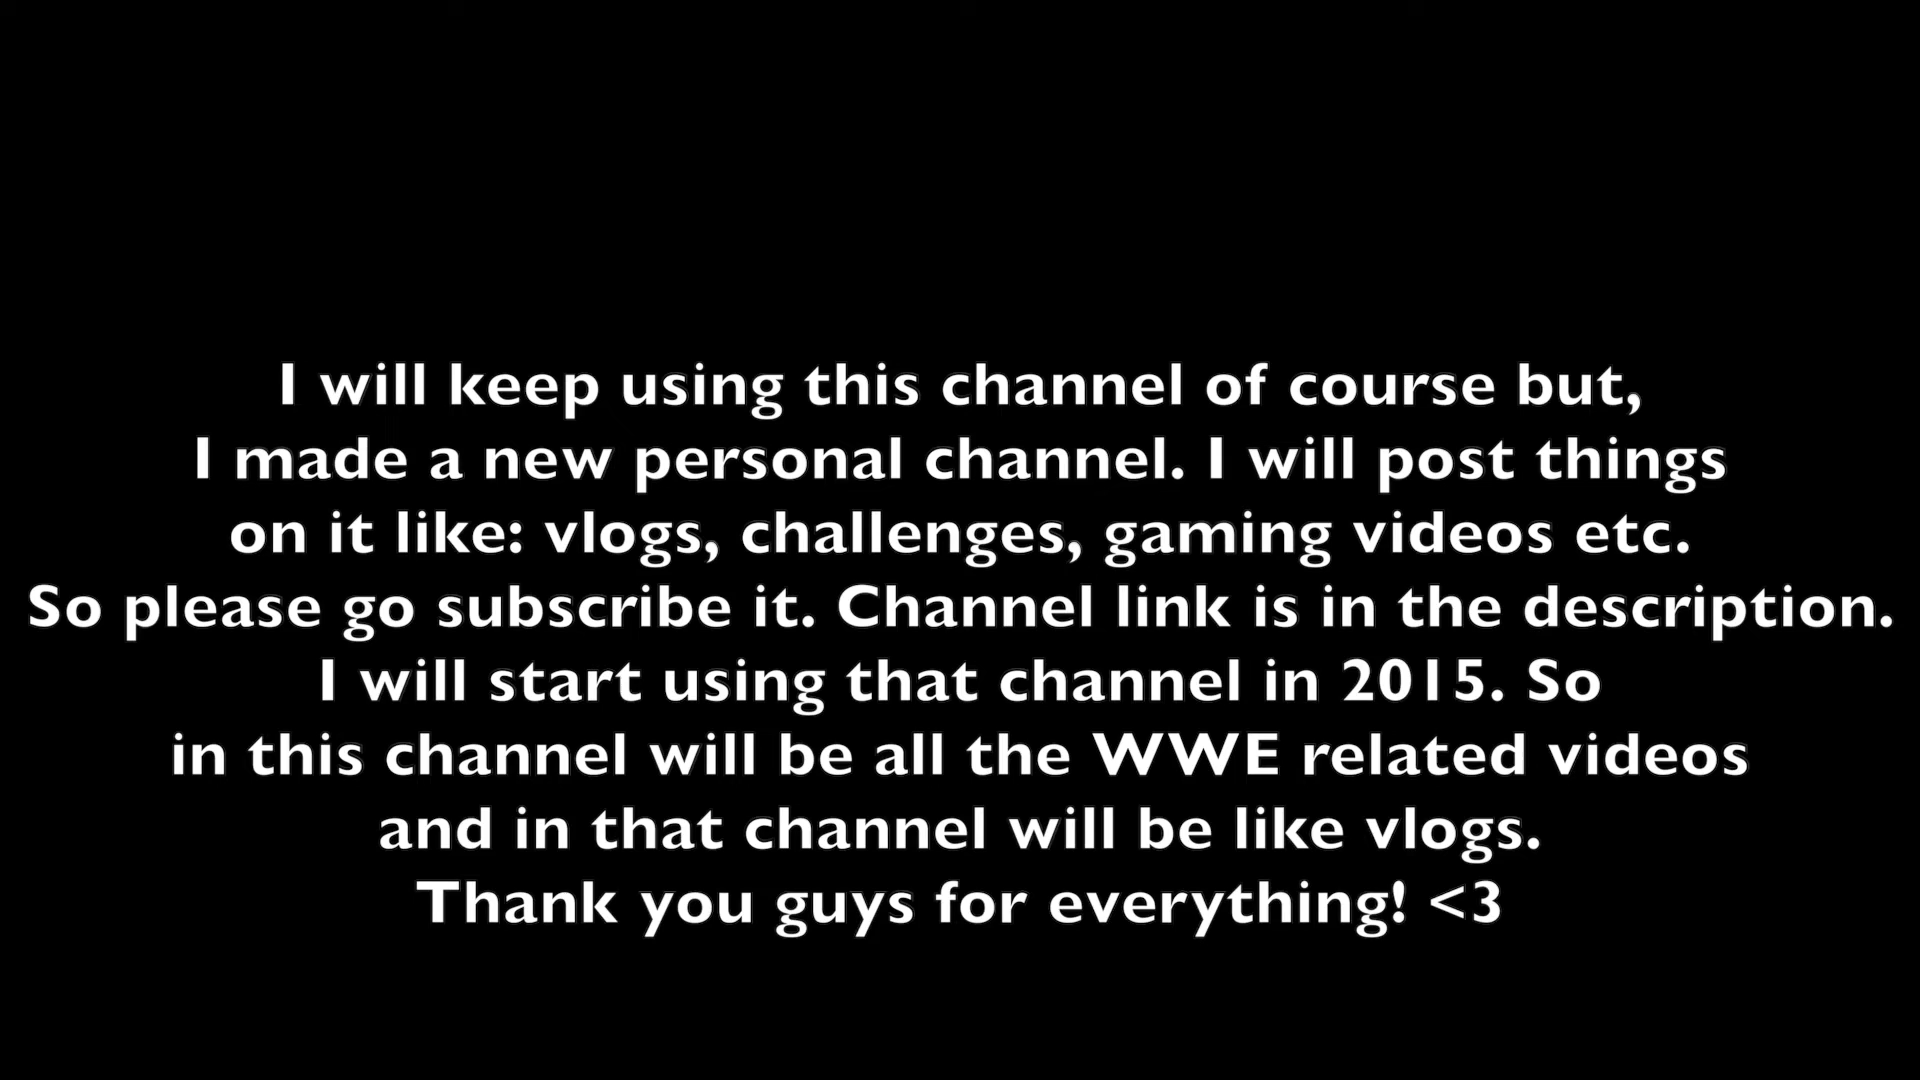 I will keep using this channel of course but,
I made a new personal channel. I will post things
on it like: vlogs, challenges, gaming videos etc.
So please go subscribe it. Channel link is in the description.
I will start using that channel in 2015. So
in this channel will be all the WWE related videos
and in that channel will be like vlogs.
Thank you guys for everything! <3